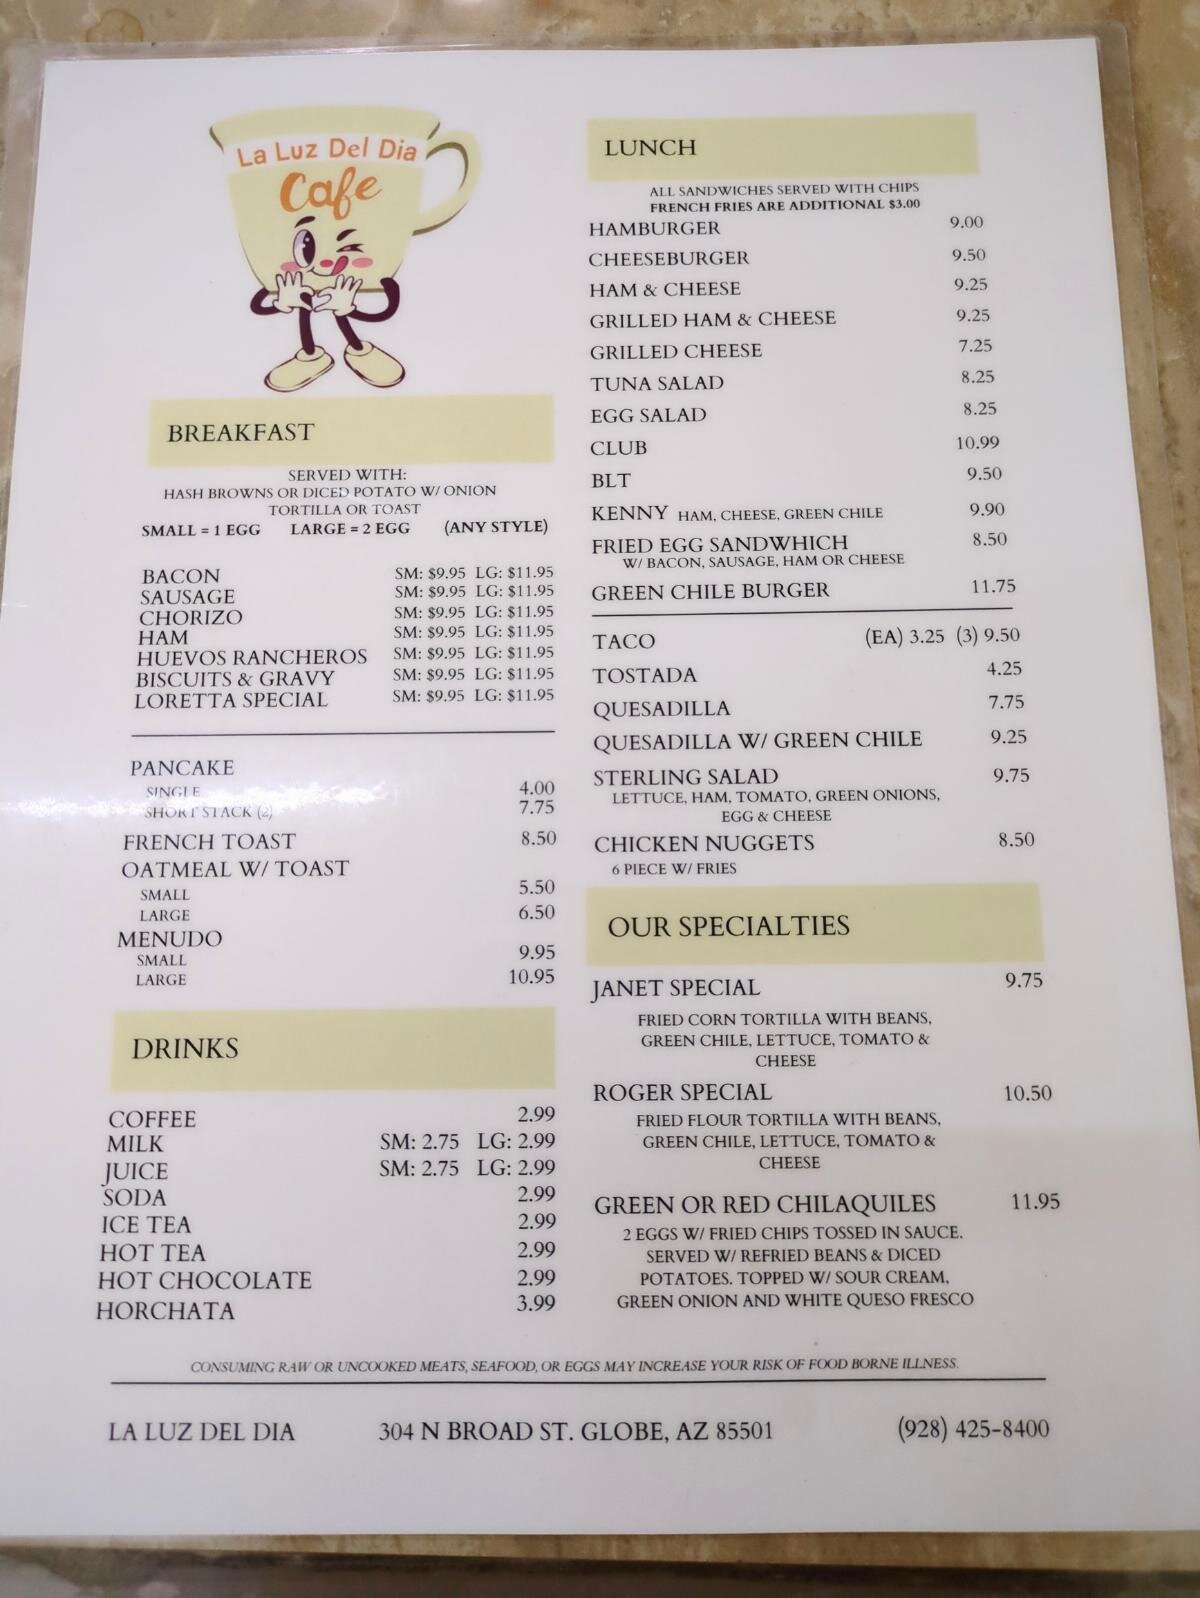 La Luz Del Dia
Cafe
BREAKFAST
SERVED WITH:
HASH BROWNS OR DICED POTATO W/ ONION
TORTILLA OR TOAST
SMALL = 1 EGG LARGE = 2 EGG (ANY STYLE)
BACON SM: $9.95 LG: $11.95
SAUSAGE SM: $9.95 LG: $11.95
CHORIZO SM: $9.95 LG: $11.95
HAM SM: $9.95 LG: $11.95
HUEVOS RANCHEROS SM: $9.95 LG: $11.95
BISCUITS & GRAVY SM: $9.95 LG: $11.95
LORETTA SPECIAL SM: $9.95 LG: $11.95
PANCAKE
SINGLE 4.00
SHORT STACK (2) 7.75
FRENCH TOAST 8.50
OATMEAL W/ TOAST
SMALL 5.50
LARGE 6.50
MENUDO
SMALL 9.95
LARGE 10.95
DRINKS
COFFEE 2.99
MILK SM: 2.75 LG: 2.99
JUICE SM: 2.75 LG: 2.99
SODA 2.99
ICE TEA 2.99
HOT TEA 2.99
HOT CHOCOLATE 2.99
HORCHATA 3.99
LUNCH
ALL SANDWICHES SERVED WITH CHIPS
FRENCH FRIES ARE ADDITIONAL $3.00
HAMBURGER 9.00
CHEESEBURGER 9.50
HAM & CHEESE 9.25
GRILLED HAM & CHEESE 9.25
GRILLED CHEESE 7.25
TUNA SALAD 8.25
EGG SALAD 8.25
CLUB 10.99
BLT 9.50
KENNY HAM, CHEESE, GREEN CHILE 9.90
FRIED EGG SANDWHICH 8.50
W/ BACON, SAUSAGE, HAM OR CHEESE
GREEN CHILE BURGER 11.75
TACO (EA) 3.25 (3) 9.50
TOSTADA 4.25
QUESADILLA 7.75
QUESADILLA W/ GREEN CHILE 9.25
STERLING SALAD 9.75
LETTUCE, HAM, TOMATO, GREEN ONIONS,
EGG & CHEESE
CHICKEN NUGGETS 8.50
6 PIECE W/ FRIES
OUR SPECIALTIES
JANET SPECIAL 9.75
FRIED CORN TORTILLA WITH BEANS,
GREEN CHILE, LETTUCE, TOMATO &
CHEESE
ROGER SPECIAL 10.50
FRIED FLOUR TORTILLA WITH BEANS,
GREEN CHILE, LETTUCE, TOMATO &
CHEESE
GREEN OR RED CHILAQUILES 11.95
2 EGGS W/ FRIED CHIPS TOSSED IN SAUCE.
SERVED W/ REFRIED BEANS & DICED
POTATOES. TOPPED W/ SOUR CREAM,
GREEN ONION AND WHITE QUESO FRESCO
CONSUMING RAW OR UNCOOKED MEATS, SEAFOOD, OR EGGS MAY INCREASE YOUR RISK OF FOOD BORNE ILLNESS.
LA LUZ DEL DIA 304 N BROAD ST. GLOBE, AZ 85501 (928) 425-8400